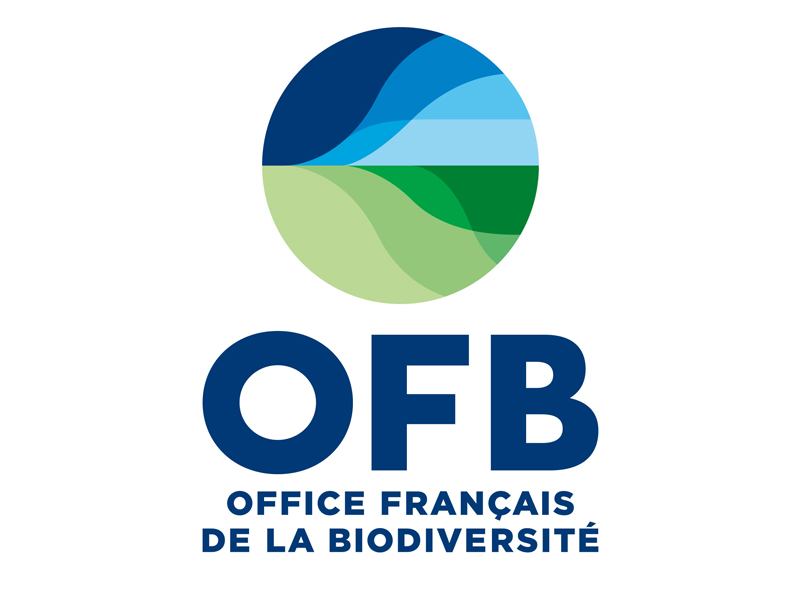 OFB
OFFICE FRANÇAIS
DE LA BIODIVERSITÉ